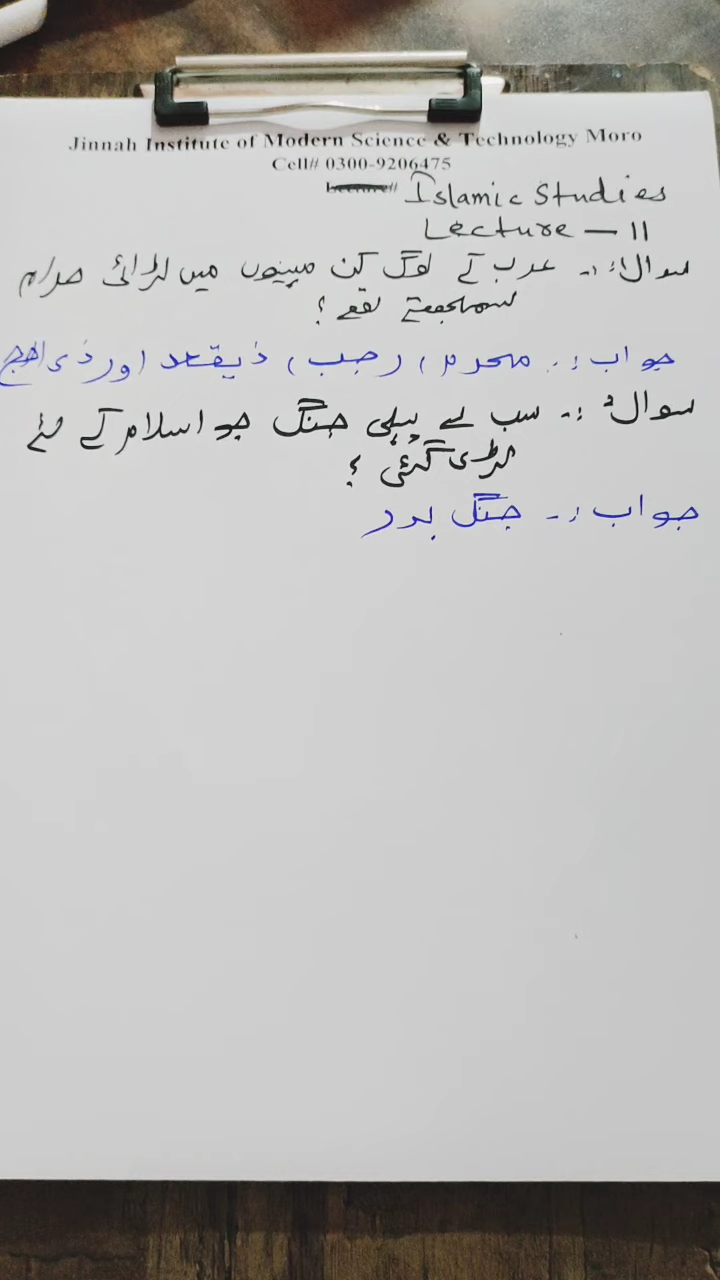 Jinnah Institute of Modern Science & Technology Moro
Cell# 0300-9206475
Islamic Studies
Lecture – 11
سوال:۔ عرب کے لوگ کن مہینوں میں لڑائی حرام
سمجھتے تھے؟
جواب:۔ محرم، رجب، ذیقعد اور ذی الحج
سوال:۔ سب سے پہلی جنگ جو اسلام کے لئے
لڑی گئی؟
جواب:۔ جنگ بدر